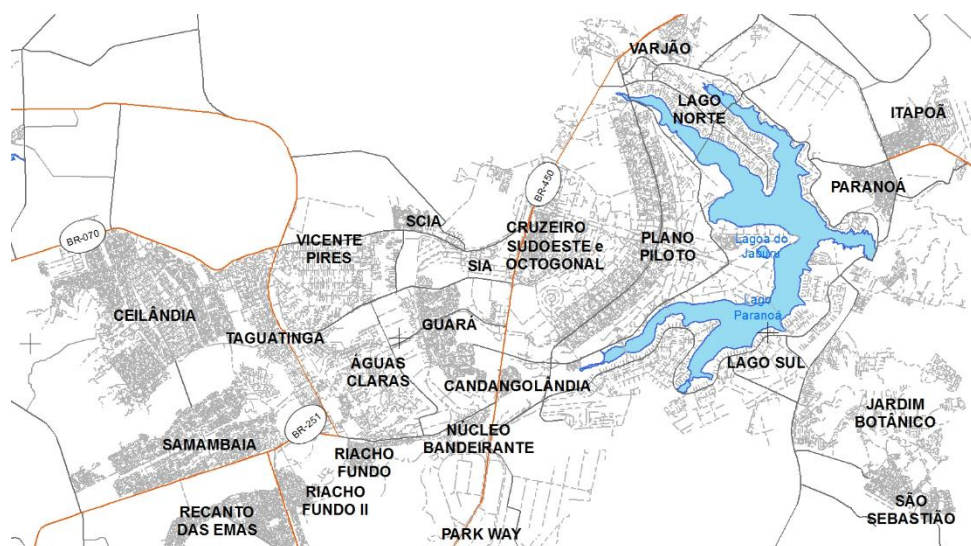 VARJÃO
LAGO
NORTE
ITAPOÃ
PARANOÁ
BR-450
SCIA
CRUZEIRO
SUDOESTE e
OCTOGONAL
SIA
VICENTE
PIRES
BR-070
PLANO
PILOTO
Lagoa do
Jaburu
Lago
Paranoá
CEILÂNDIA
TAGUATINGA
GUARÁ
ÁGUAS
CLARAS
CANDANGOLÂNDIA
LAGO SUL
JARDIM
BOTÂNICO
BR-251
SAMAMBAIA
NÚCLEO
BANDEIRANTE
RIACHO
FUNDO
RIACHO
FUNDO II
RECANTO
DAS EMAS
PARK WAY
SÃO
SEBASTIÃO